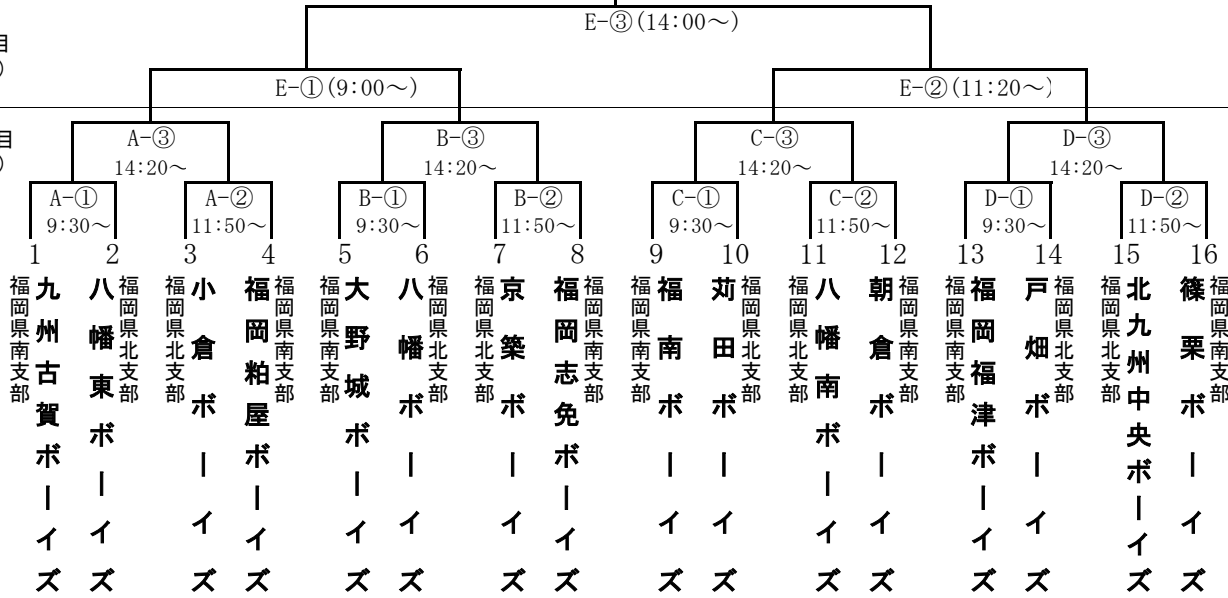 E-③(14:00～)
目
)
E-①(9:00～)
E-②(11:20～)
目
)
A-③
14:20～
B-③
14:20～
C-③
14:20～
D-③
14:20～
A-①
9:30～
A-②
11:50～
B-①
9:30～
B-②
11:50～
C-①
9:30～
C-②
11:50～
D-①
9:30～
D-②
11:50～
1
2
3
4
5
6
7
8
9
10
11
12
13
14
15
16
福岡県南支部
九州古賀ボーイズ
八幡東ボーイズ
福岡県北支部
福岡県北支部
小倉ボーイズ
福岡粕屋ボーイズ
福岡県南支部
福岡県南支部
大野城ボーイズ
八幡ボーイズ
福岡県北支部
福岡県北支部
京築ボーイズ
福岡志免ボーイズ
福岡県南支部
福岡県南支部
福南ボーイズ
苅田ボーイズ
福岡県北支部
福岡県北支部
八幡南ボーイズ
朝倉ボーイズ
福岡県南支部
福岡県南支部
福岡福津ボーイズ
戸畑ボーイズ
福岡県北支部
福岡県北支部
北九州中央ボーイズ
篠栗ボーイズ
福岡県南支部